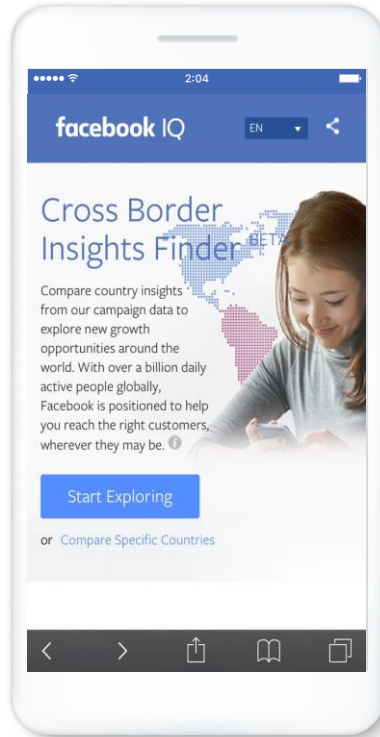 2:04
facebook IQ
EN
Cross Border
Insights Finder BETA
Compare country insights
from our campaign data to
explore new growth
opportunities around the
world. With over a billion daily
active people globally,
Facebook is positioned to help
you reach the right customers,
wherever they may be.
Start Exploring
or Compare Specific Countries